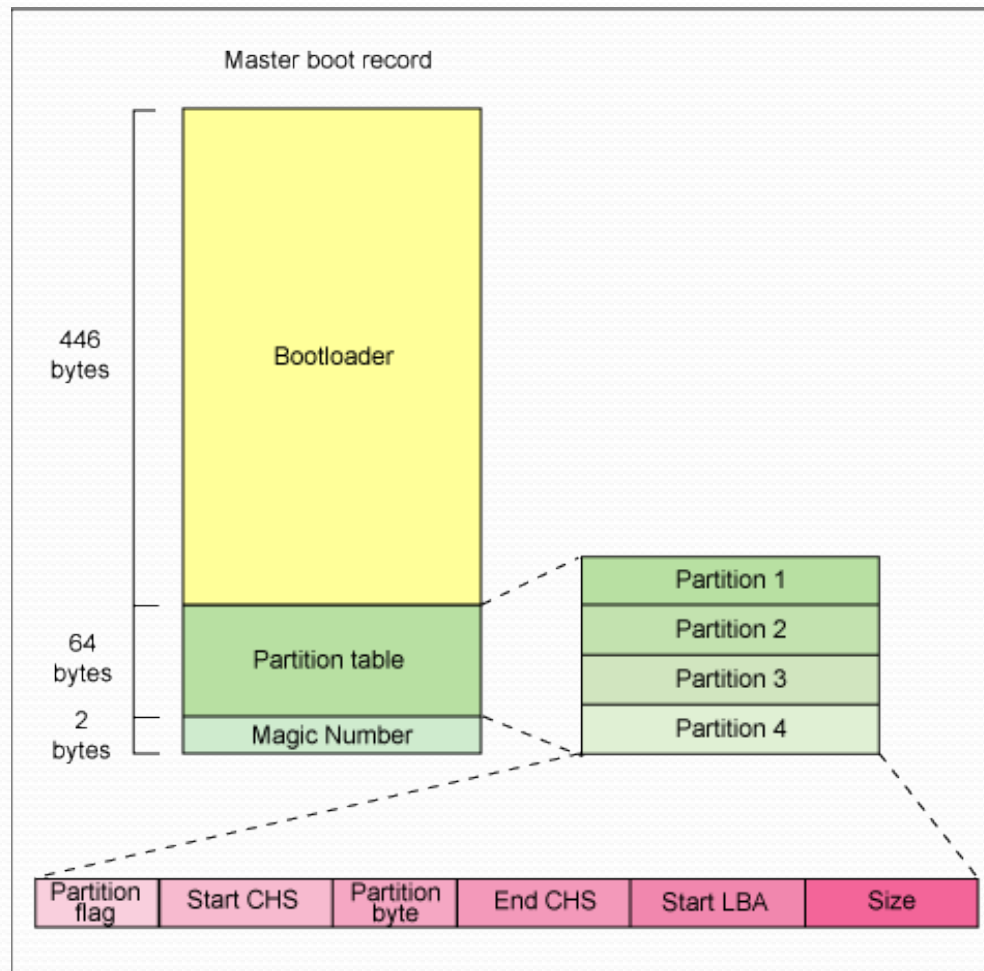 Master boot record
446
bytes
Bootloader
64
bytes
Partition table
2
bytes
Magic Number
Partition 1
Partition 2
Partition 3
Partition 4
Partition
flag
Start CHS
Partition
byte
End CHS
Start LBA
Size